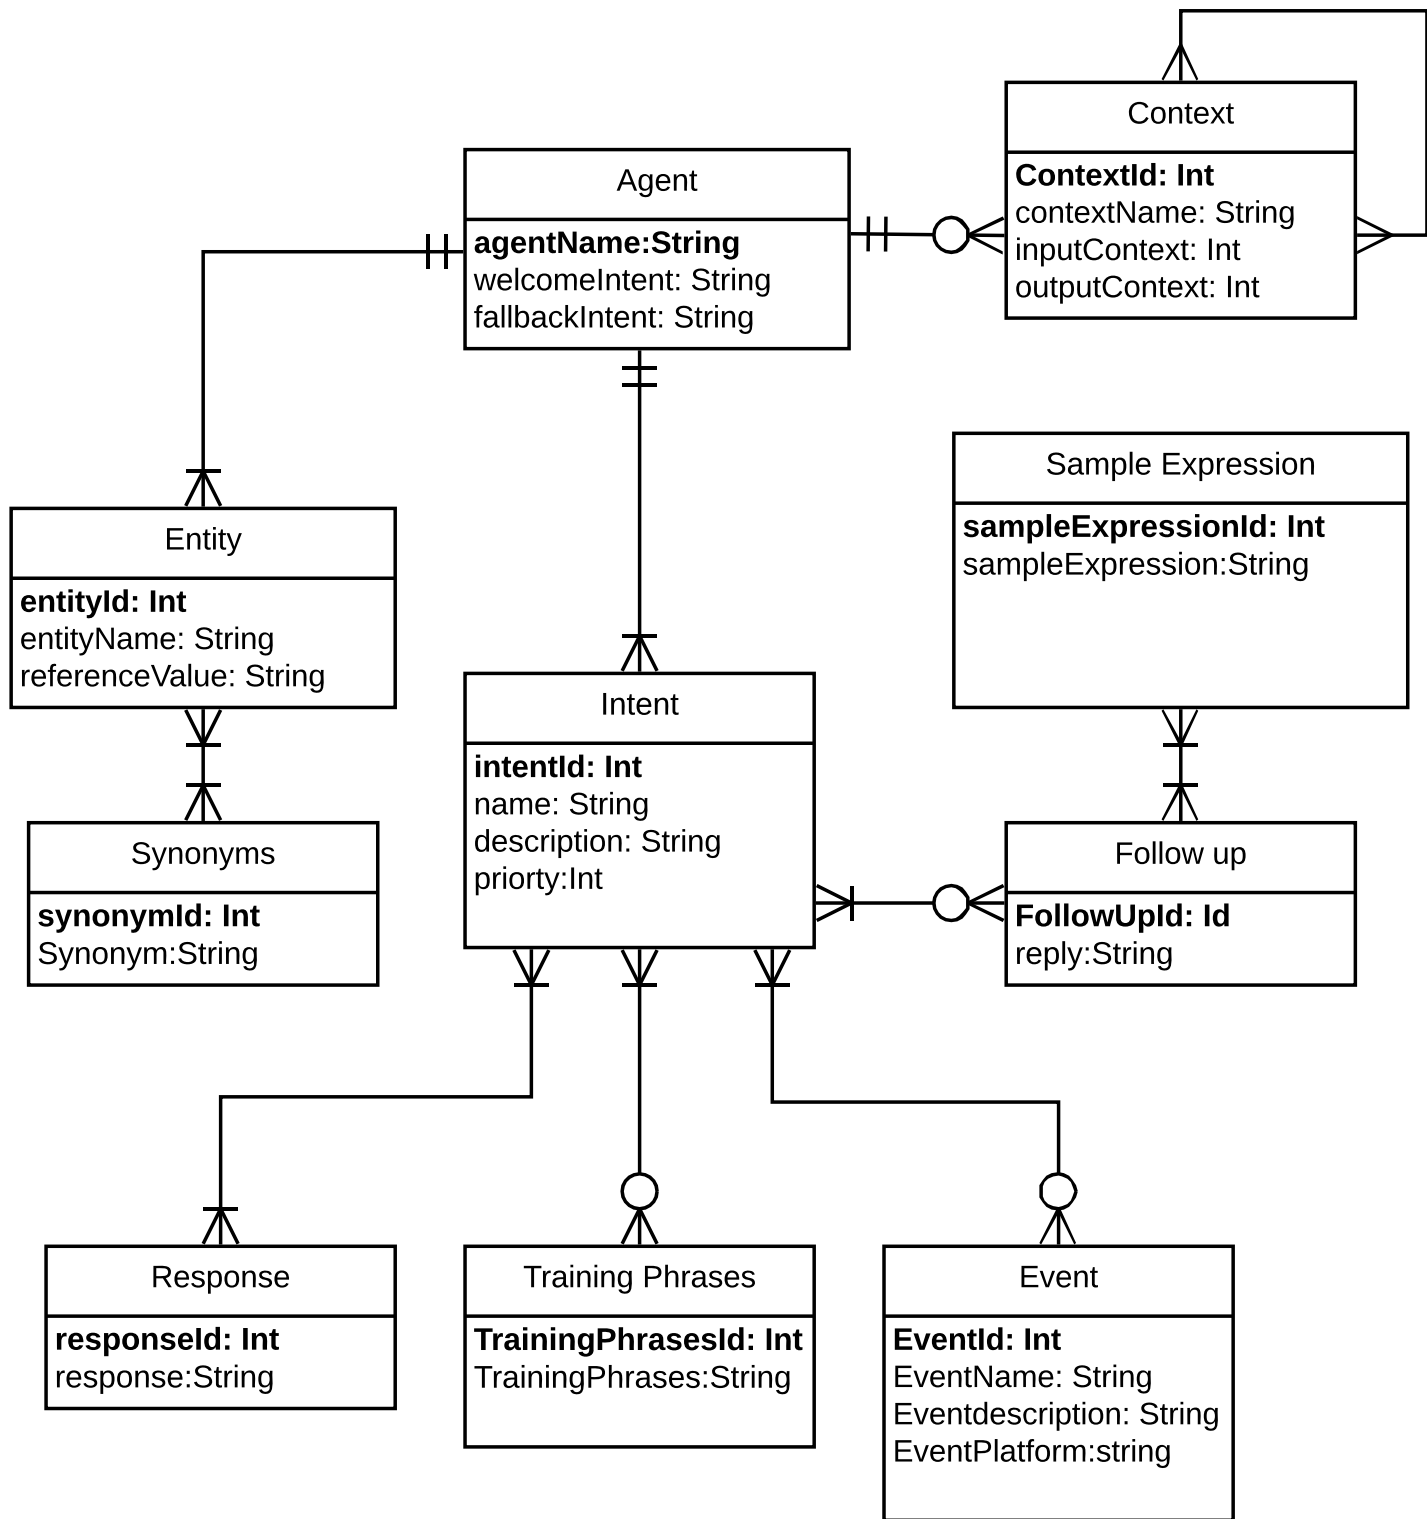 Context
ContextId: Int
contextName: String
inputContext: Int
outputContext: Int
Agent
agentName:String
welcomeIntent: String
fallbackIntent: String
Sample Expression
sampleExpressionId: Int
sampleExpression:String
Entity
entityId: Int
entityName: String
referenceValue: String
Intent
intentId: Int
name: String
description: String
priorty:Int
Synonyms
synonymId: Int
Synonym:String
Follow up
FollowUpId: Id
reply:String
Response
responseId: Int
response:String
Training Phrases
TrainingPhrasesId: Int
TrainingPhrases:String
Event
EventId: Int
EventName: String
Eventdescription: String
EventPlatform:string